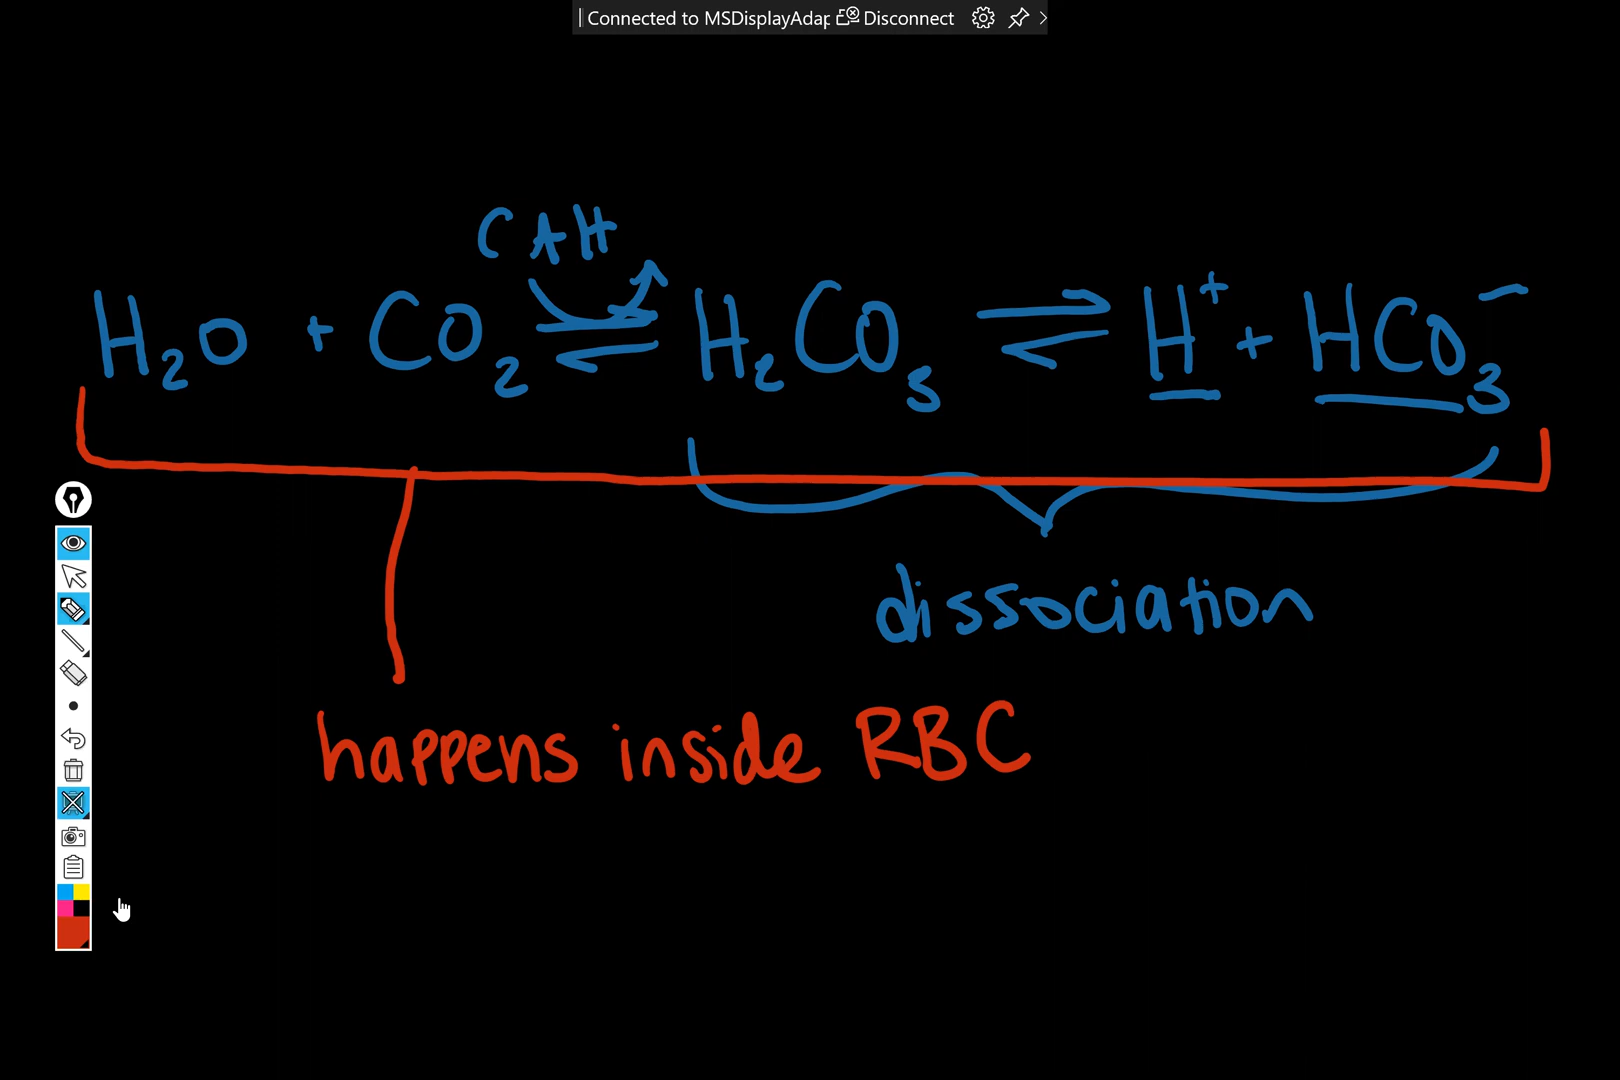 Connected to MSDisplayAdap Disconnect
CAH
H₂O + CO₂ ⇌ H₂CO₃ ⇌ H⁺ + HCO₃⁻
dissociation
happens inside RBC